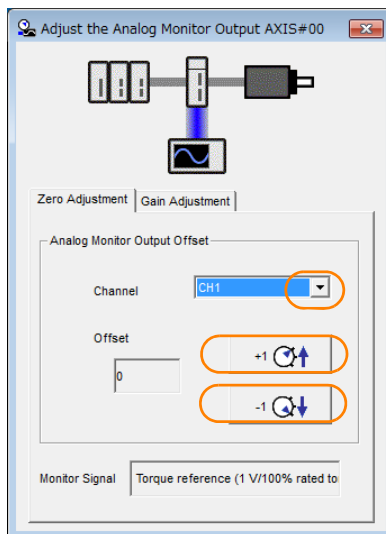 Adjust the Analog Monitor Output AXIS#00
Zero Adjustment
Gain Adjustment
Analog Monitor Output Offset
Channel
CH1
Offset
0
+1
-1
Monitor Signal
Torque reference (1 V/100% rated to